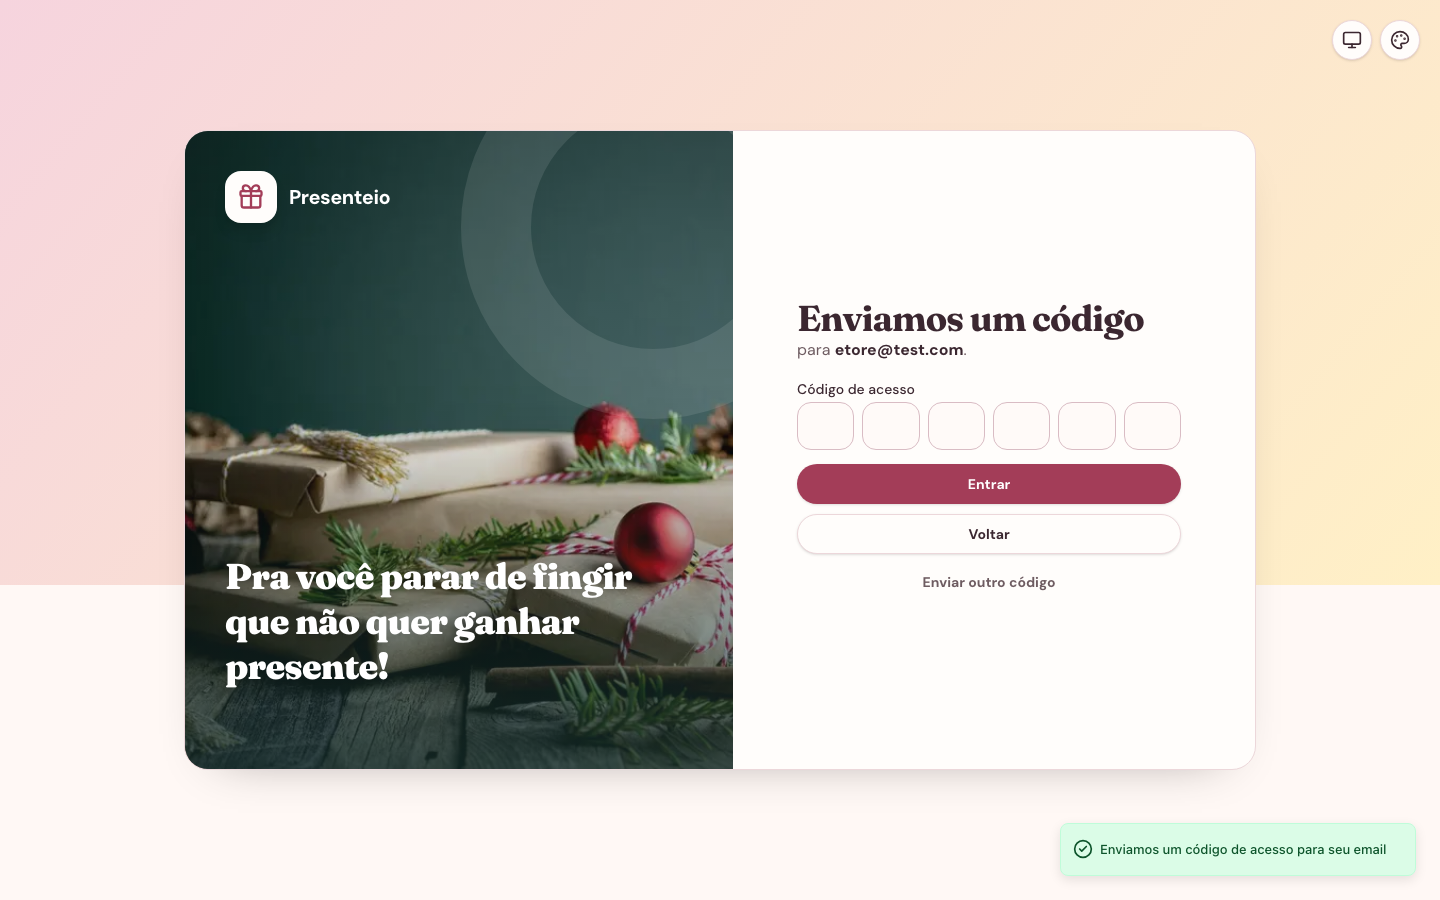 Presenteio
Pra você parar de fingir
que não quer ganhar
presente!
Enviamos um código
para etore@test.com.
Código de acesso
Entrar
Voltar
Enviar outro código
Enviamos um código de acesso para seu email